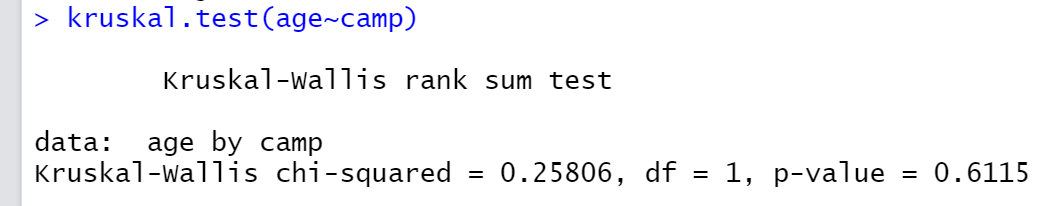 > kruskal.test(age~camp)
Kruskal-Wallis rank sum test
data:  age by camp
Kruskal-Wallis chi-squared = 0.25806, df = 1, p-value = 0.6115